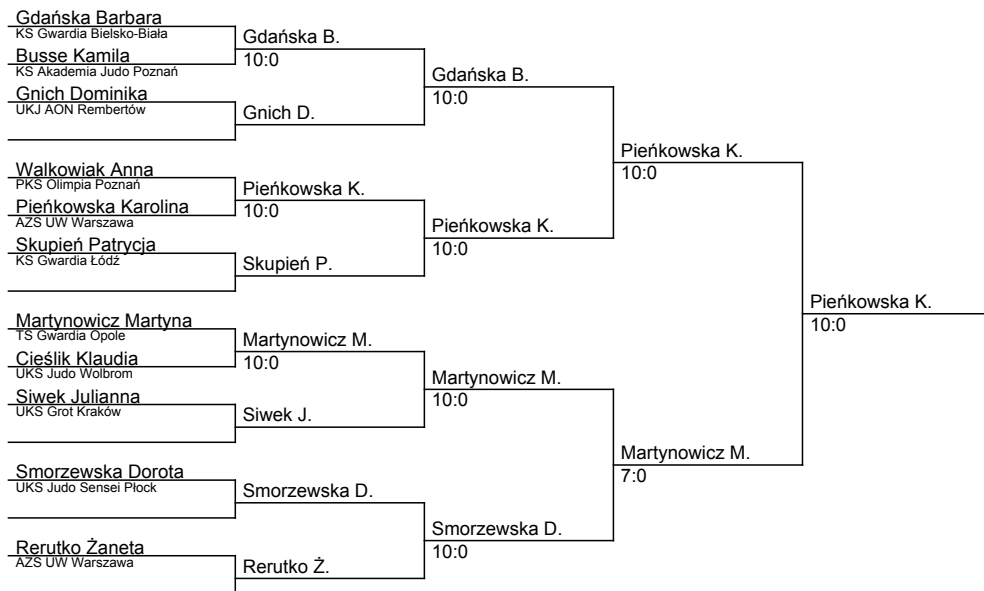 Gdańska Barbara
KS Gwardia Bielsko-Biała
Busse Kamila
KS Akademia Judo Poznań
Gnich Dominika
UKJ AON Rembertów
Walkowiak Anna
PKS Olimpia Poznań
Pieńkowska Karolina
AZS UW Warszawa
Skupień Patrycja
KS Gwardia Łódź
Martynowicz Martyna
TS Gwardia Opole
Cieślik Klaudia
UKS Judo Wolbrom
Siwek Julianna
UKS Grot Kraków
Smorzewska Dorota
UKS Judo Sensei Płock
Rerutko Żaneta
AZS UW Warszawa
Gdańska B.
10:0
Gnich D.
Pieńkowska K.
10:0
Skupień P.
Martynowicz M.
10:0
Siwek J.
Smorzewska D.
Rerutko Ż.
Gdańska B.
10:0
Pieńkowska K.
10:0
Martynowicz M.
10:0
Smorzewska D.
10:0
Pieńkowska K.
10:0
Martynowicz M.
7:0
Pieńkowska K.
10:0